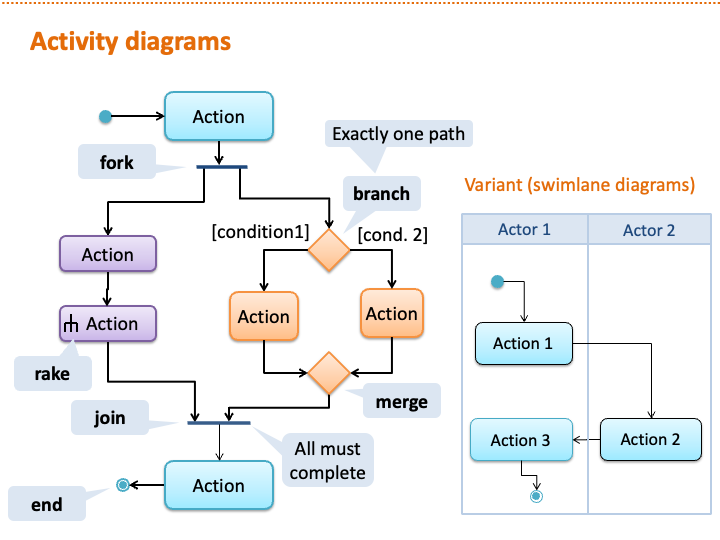 Activity diagrams
Action
Exactly one path
fork
branch
Variant (swimlane diagrams)
[condition1]
[cond. 2]
Actor 1
Actor 2
Action
Action
Action
Action
Action 1
rake
merge
join
All must
complete
Action 3
Action 2
Action
end